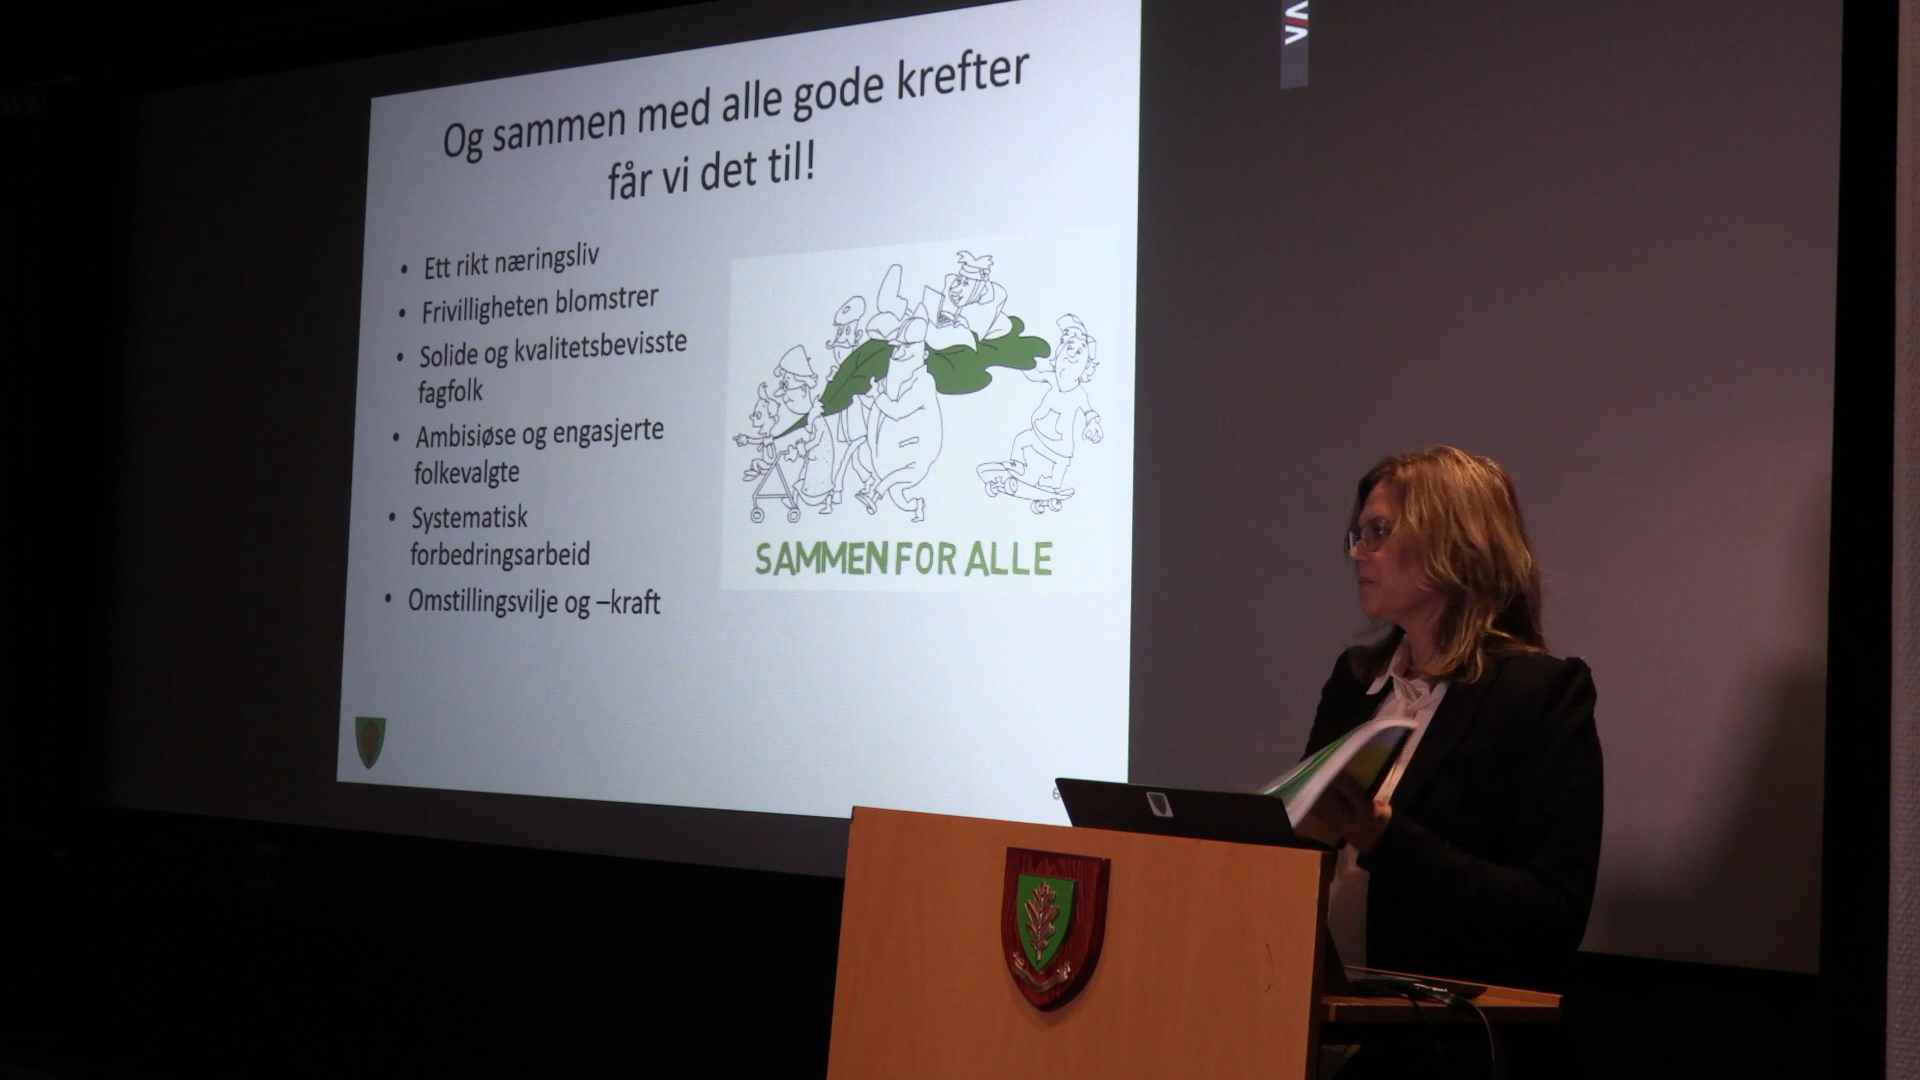 Og sammen med alle gode krefter
får vi det til!
• Ett rikt næringsliv
• Frivilligheten blomstrer
• Solide og kvalitetsbevisste
fagfolk
• Ambisiøse og engasjerte
folkevalgte
• Systematisk
forbedringsarbeid
• Omstillingsvilje og –kraft
SAMMEN FOR ALLE
6